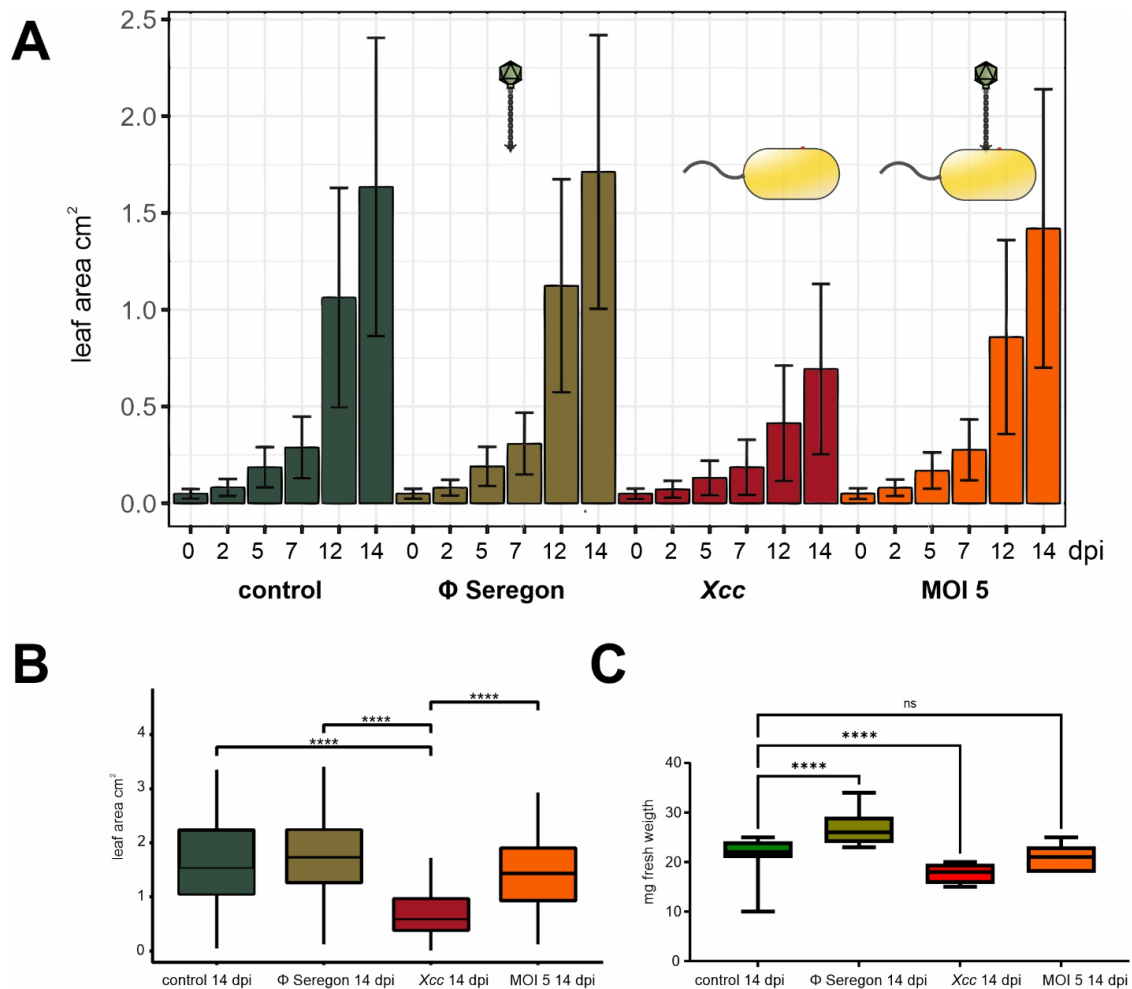 A
2.5
2.0
1.5
1.0
0.5
0.0
leaf area cm²
0 2 5 7 12 14 0 2 5 7 12 14 0 2 5 7 12 14 0 2 5 7 12 14 dpi
control Φ Seregon Xcc MOI 5
B
4
3
2
1
0
leaf area cm²
****
****
****
control 14 dpi Φ Seregon 14 dpi Xcc 14 dpi MOI 5 14 dpi
C
40
30
20
10
0
mg fresh weigth
ns
****
****
control 14 dpi Φ Seregon 14 dpi Xcc 14 dpi MOI 5 14 dpi